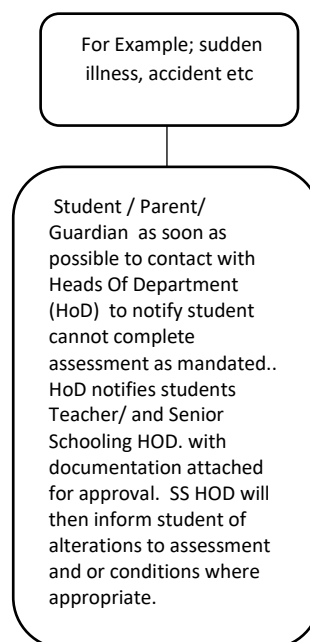 For Example; sudden
illness, accident etc
Student / Parent/
Guardian as soon as
possible to contact with
Heads Of Department
(HoD) to notify student
cannot complete
assessment as mandated..
HoD notifies students
Teacher/ and Senior
Schooling HOD. with
documentation attached
for approval. SS HOD will
then inform student of
alterations to assessment
and or conditions where
appropriate.